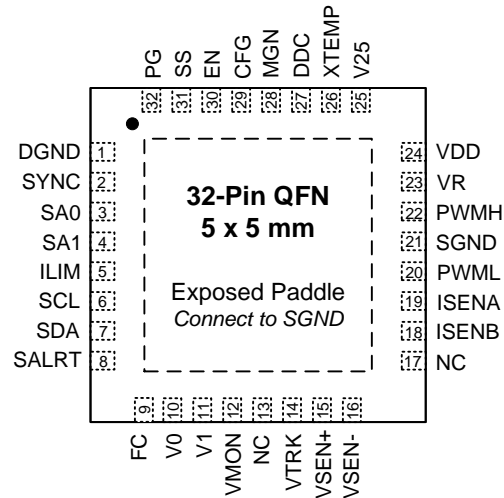 PG SS EN CFG MGN DDC XTEMP V25
32 31 30 29 28 27 26 25
DGND 1
SYNC 2
SA0 3
SA1 4
ILIM 5
SCL 6
SDA 7
SALRT 8
32-Pin QFN
5 x 5 mm
Exposed Paddle
Connect to SGND
24 VDD
23 VR
22 PWMH
21 SGND
20 PWML
19 ISENA
18 ISENB
17 NC
9 10 11 12 13 14 15 16
FC V0 V1 VMON NC VTRK VSEN+ VSEN-